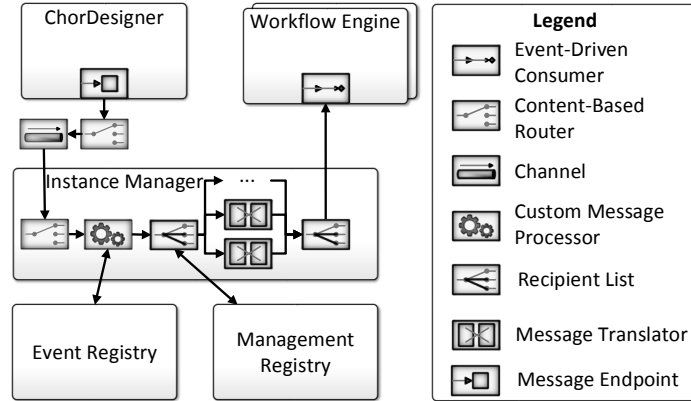 ChorDesigner
Workflow Engine
Instance Manager
...
Event Registry
Management
Registry
Legend
Event-Driven
Consumer
Content-Based
Router
Channel
Custom Message
Processor
Recipient List
Message Translator
Message Endpoint